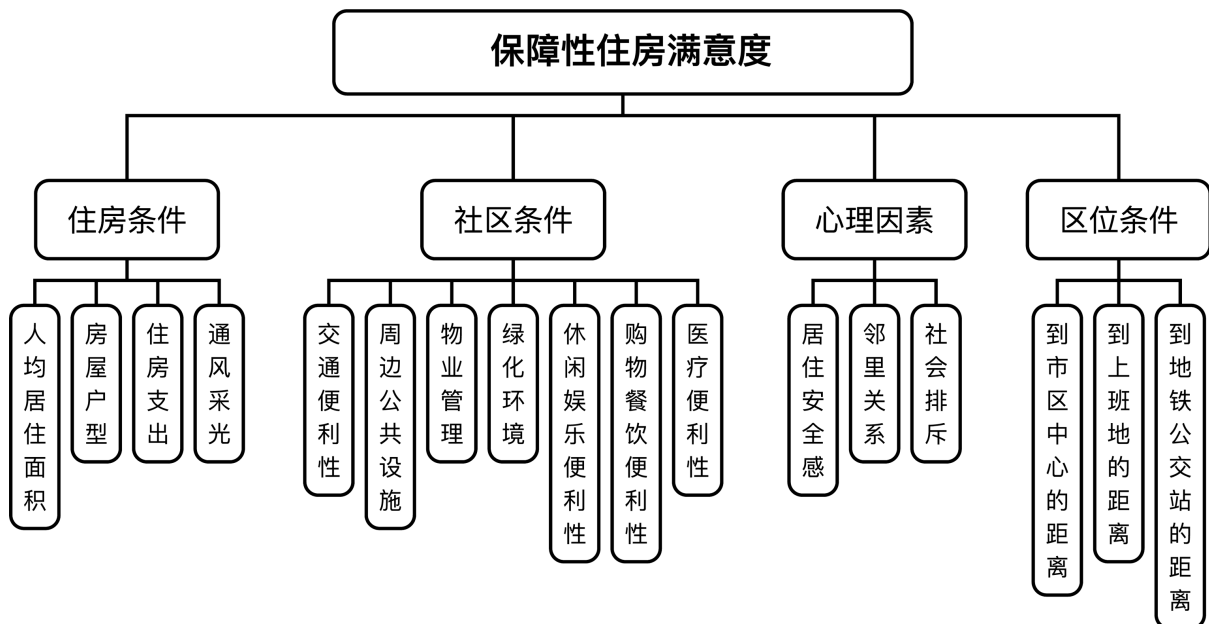 保障性住房满意度
住房条件
社区条件
心理因素
区位条件
人均居住面积
房屋户型
住房支出
通风采光
交通便利性
周边公共设施
物业管理
绿化环境
休闲娱乐便利性
购物餐饮便利性
医疗便利性
居住安全感
邻里关系
社会排斥
到市区中心的距离
到上班地的距离
到地铁公交站的距离